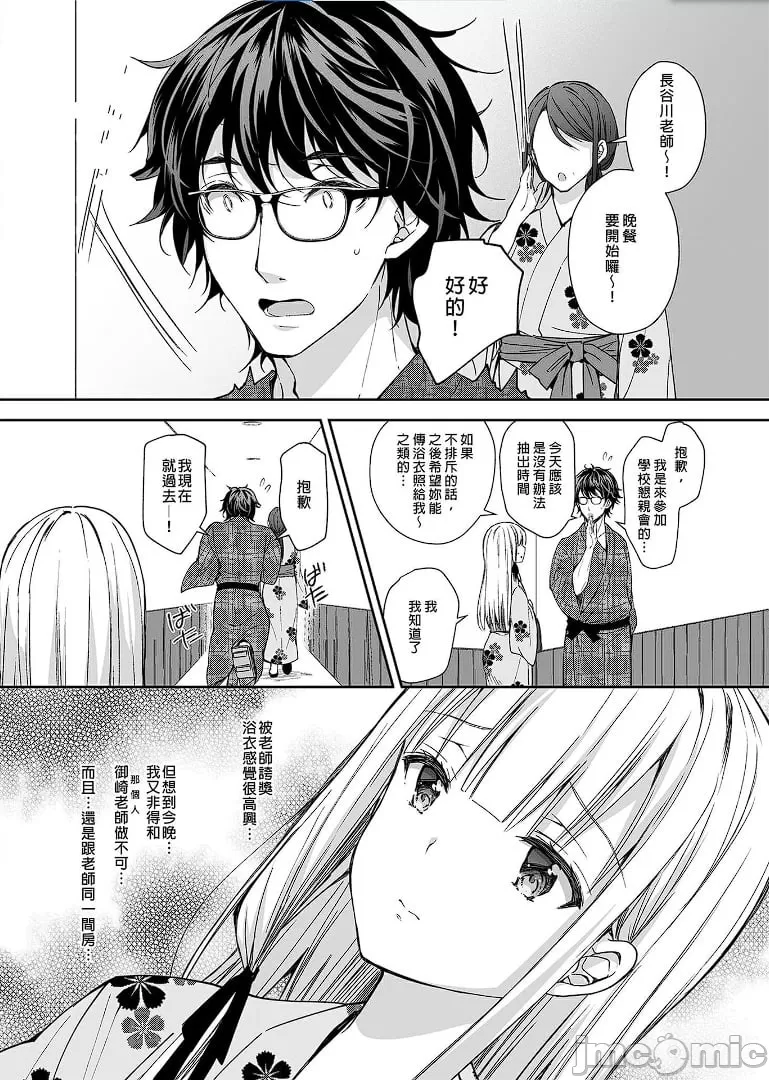 長谷川老師～！
晚餐
要開始囉～！
好
好的！
抱歉，
我是來參加
學校懇親會的…
今天應該
是沒有辦法
抽出時間
如果
不排斥的話，
之後希望妳能
傳浴衣照給我～
之類的…
我
我知道了
抱歉
我現在
就過去—！
ばた
ばた
被老師誇獎
浴衣感覺很高興…
但想到今晚…
我又非得和
那個人
御崎老師做不可…
而且…還是跟老師同一間房…
jmcomic